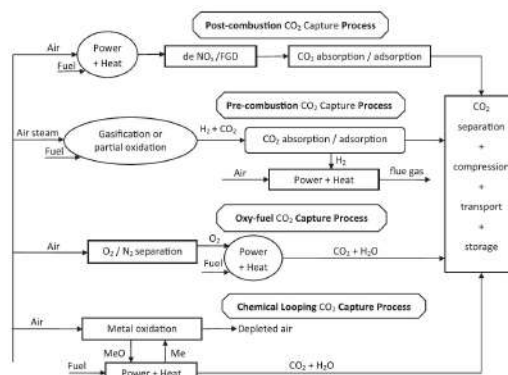 Post-combustion CO₂ Capture Process
Air
Fuel
Power
+ Heat
de NOₓ /FGD
CO₂ absorption / adsorption
Pre-combustion CO₂ Capture Process
Air steam
Fuel
Gasification or
partial oxidation
H₂ + CO₂
CO₂ absorption / adsorption
H₂
Air
Power + Heat
flue gas
CO₂
separation
+
compression
+
transport
+
storage
Oxy-fuel CO₂ Capture Process
Air
O₂ / N₂ separation
O₂
Fuel
Power
+ Heat
CO₂ + H₂O
Chemical Looping CO₂ Capture Process
Air
Metal oxidation
Depleted air
MeO
Me
Fuel
Power + Heat
CO₂ + H₂O